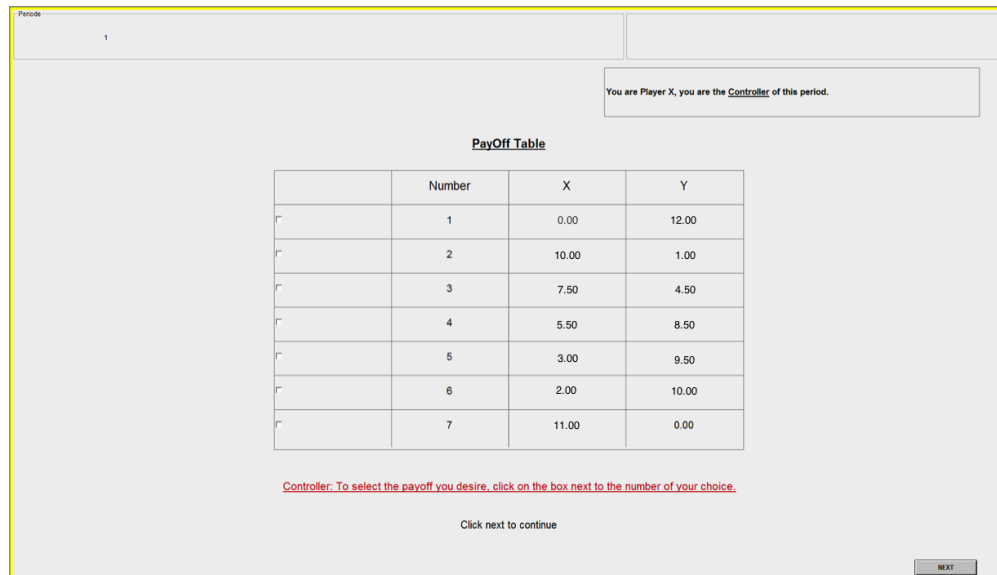 Periode
1
You are Player X, you are the Controller of this period.
PayOff Table
Number X Y
1 0.00 12.00
2 10.00 1.00
3 7.50 4.50
4 5.50 8.50
5 3.00 9.50
6 2.00 10.00
7 11.00 0.00
Controller: To select the payoff you desire, click on the box next to the number of your choice.
Click next to continue
NEXT